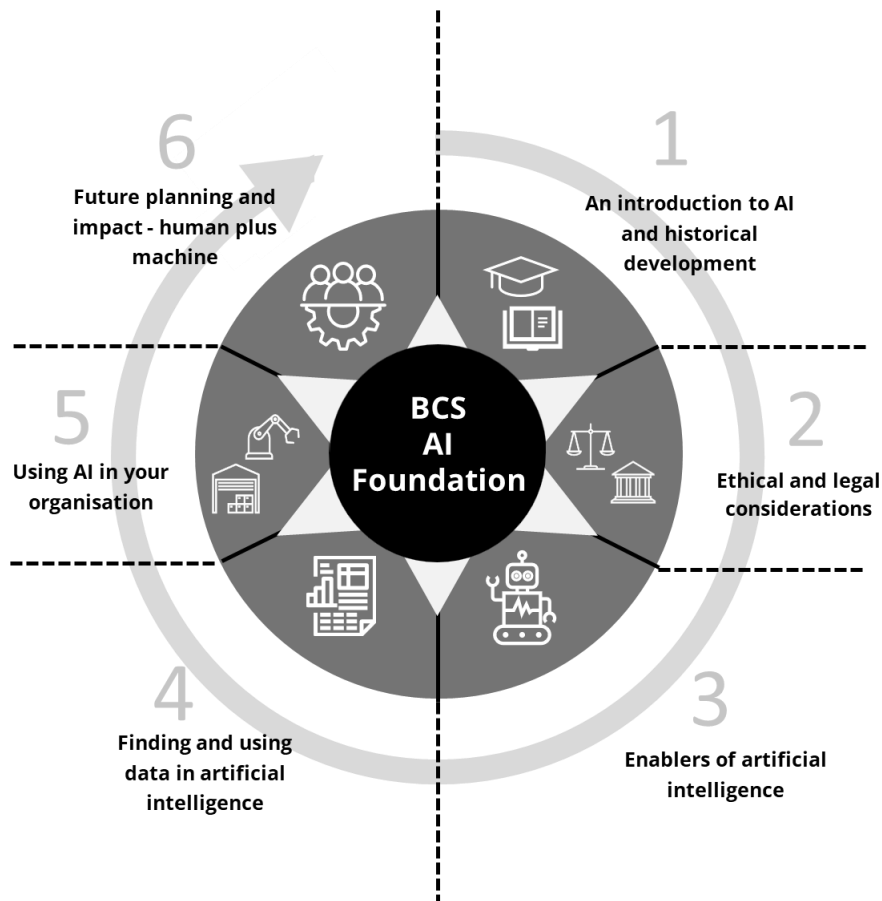 BCS
AI
Foundation
1
An introduction to AI
and historical
development
2
Ethical and legal
considerations
3
Enablers of artificial
intelligence
4
Finding and using
data in artificial
intelligence
5
Using AI in your
organisation
6
Future planning and
impact - human plus
machine